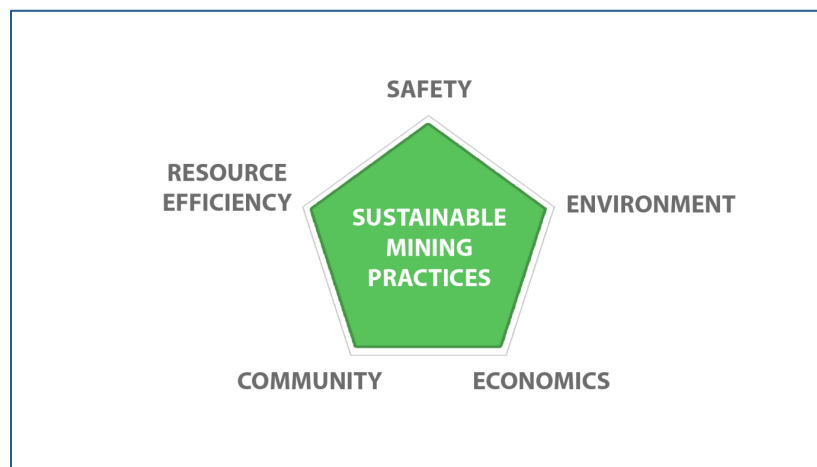 SAFETY
RESOURCE
EFFICIENCY
ENVIRONMENT
SUSTAINABLE
MINING
PRACTICES
COMMUNITY
ECONOMICS